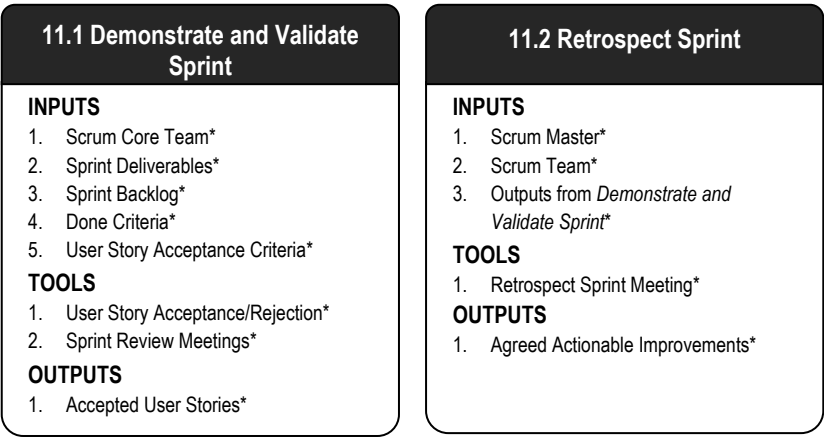 11.1 Demonstrate and Validate
Sprint
INPUTS
1. Scrum Core Team*
2. Sprint Deliverables*
3. Sprint Backlog*
4. Done Criteria*
5. User Story Acceptance Criteria*
TOOLS
1. User Story Acceptance/Rejection*
2. Sprint Review Meetings*
OUTPUTS
1. Accepted User Stories*
11.2 Retrospect Sprint
INPUTS
1. Scrum Master*
2. Scrum Team*
3. Outputs from Demonstrate and
Validate Sprint*
TOOLS
1. Retrospect Sprint Meeting*
OUTPUTS
1. Agreed Actionable Improvements*